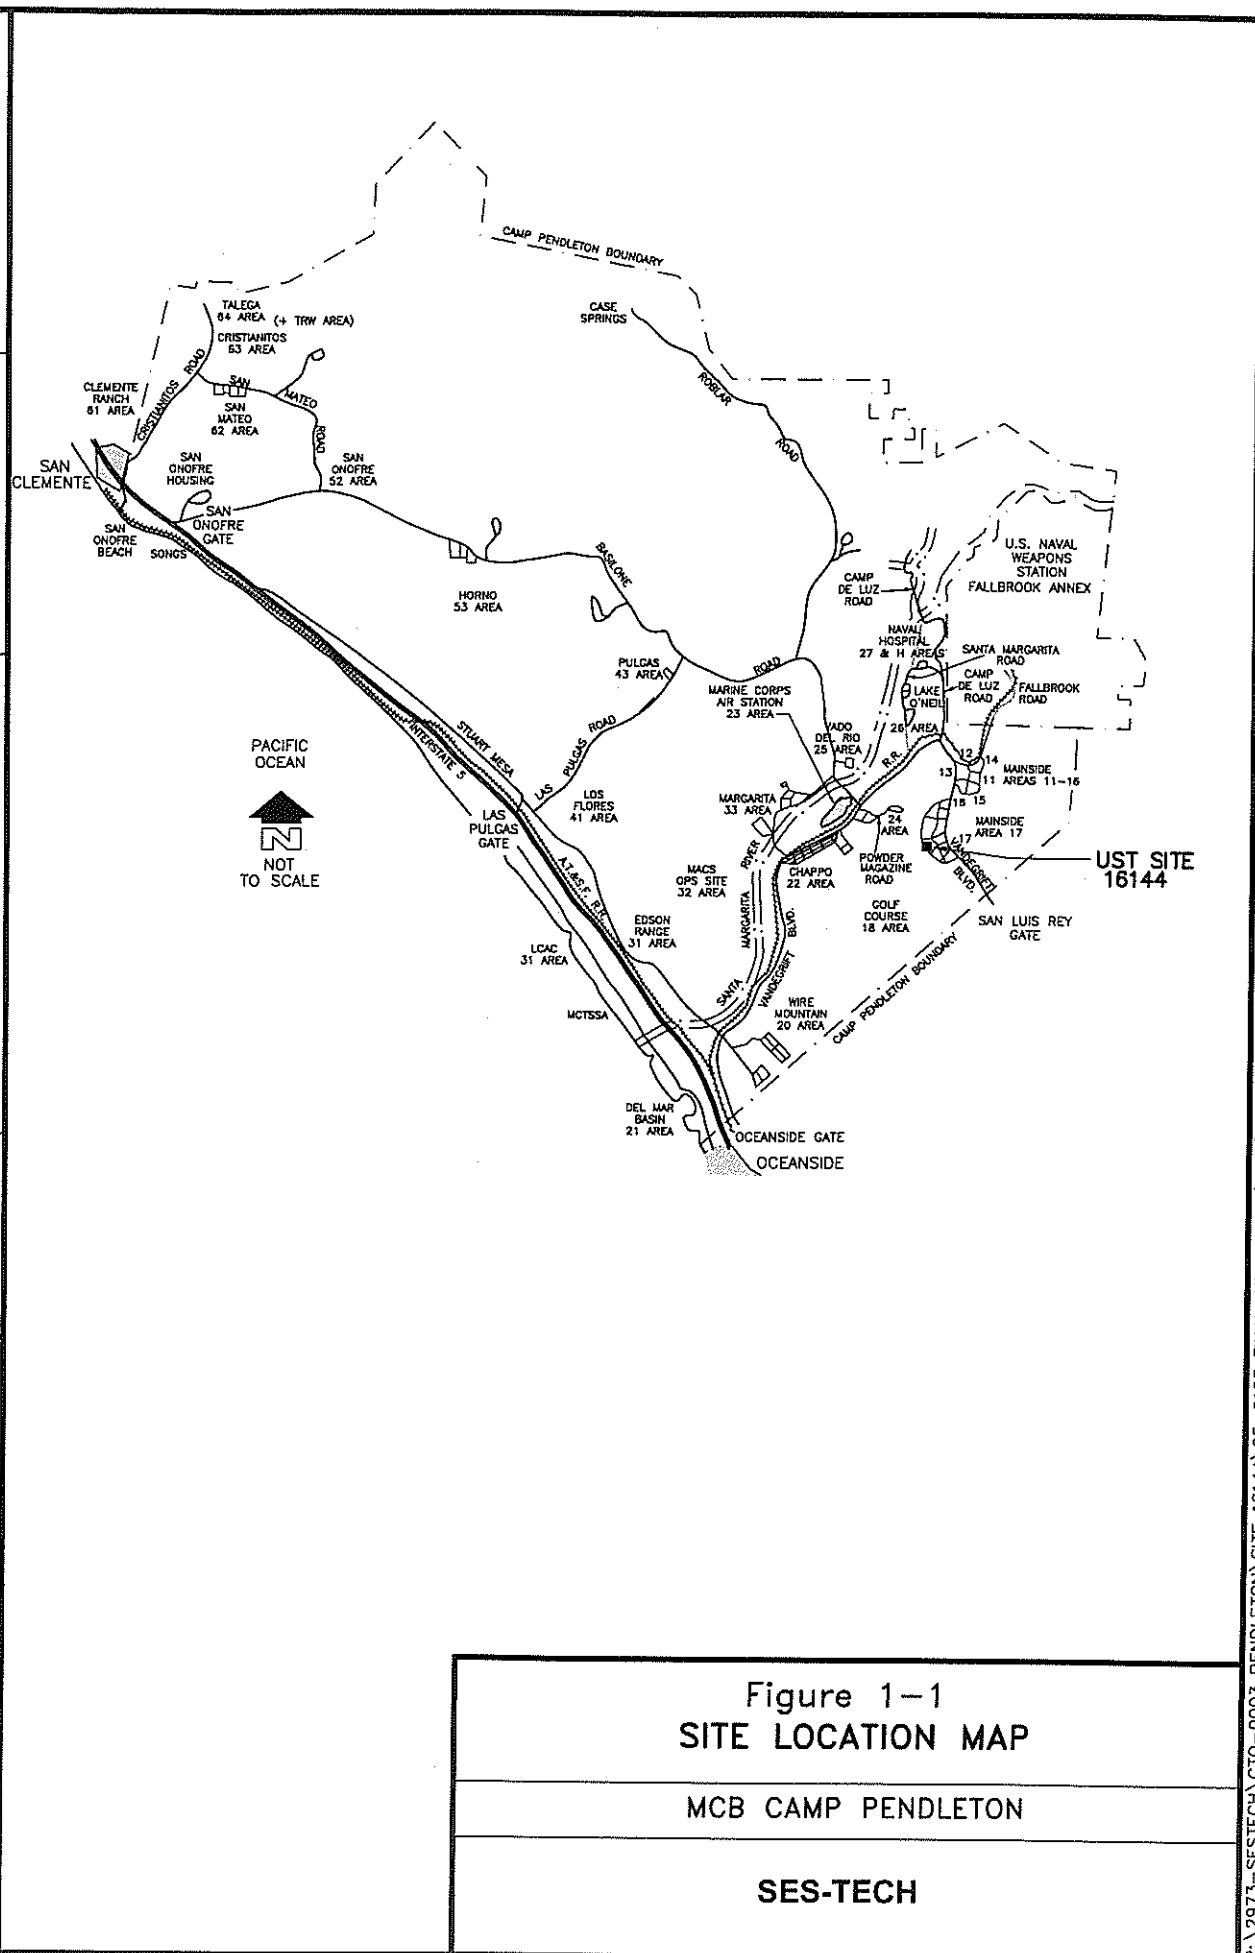 CAMP PENDLETON BOUNDARY
TALEGA
64 AREA (+ TRW AREA)
CRISTIANITOS
63 AREA
CASE
SPRINGS
CLEMENTE
RANCH
61 AREA
CRISTIANITOS ROAD
SAN MATEO ROAD
SAN
MATEO
62 AREA
ROBLAR ROAD
SAN
CLEMENTE
SAN
ONOFRE
HOUSING
SAN
ONOFRE
52 AREA
SAN
ONOFRE
GATE
SAN
ONOFRE
BEACH
SONGS
HORNO
53 AREA
BASILONE ROAD
U.S. NAVAL
WEAPONS
STATION
FALLBROOK ANNEX
CAMP
DE LUZ
ROAD
NAVAL
HOSPITAL
27 & H AREAS
SANTA MARGARITA
ROAD
PULGAS
43 AREA
MARINE CORPS
AIR STATION
23 AREA
LAKE
O'NEIL
CAMP
DE LUZ
ROAD
FALLBROOK
ROAD
26 AREA
VADO
DEL RIO
25 AREA
R.R.
PACIFIC
OCEAN
N
NOT
TO SCALE
STUART MESA
INTERSTATE 5
LAS PULGAS ROAD
12
14
13
11
MAINSIDE
AREAS 11-16
16
15
MARGARITA
33 AREA
LOS
FLORES
41 AREA
LAS
PULGAS
GATE
24
AREA
MAINSIDE
AREA 17
17
VANDEGRIFT
BLVD.
UST SITE
16144
POWDER
MAGAZINE
ROAD
CHAPPO
22 AREA
MACS
OPS SITE
32 AREA
A.T.&S.F. R.R.
GOLF
COURSE
18 AREA
SAN LUIS REY
GATE
EDSON
RANGE
31 AREA
LCAC
31 AREA
SANTA MARGARITA RIVER
VANDEGRIFT BLVD.
CAMP PENDLETON BOUNDARY
MCTSSA
WIRE
MOUNTAIN
20 AREA
DEL MAR
BASIN
21 AREA
OCEANSIDE GATE
OCEANSIDE
Figure 1-1
SITE LOCATION MAP
MCB CAMP PENDLETON
SES-TECH